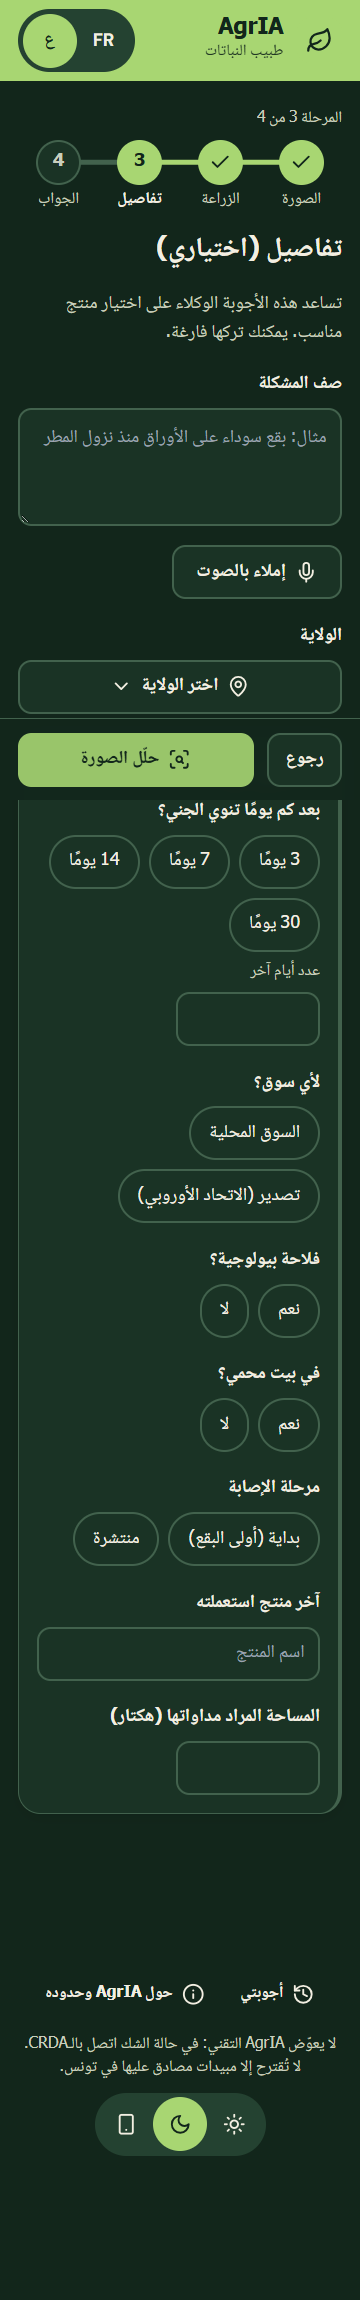 AgrIA
طبيب النباتات
FR
ع
المرحلة 3 من 4
3
4
الصورة
الزراعة
تفاصيل
الجواب
تفاصيل (اختياري)
تساعد هذه الأجوبة الوكلاء على اختيار منتج
مناسب. يمكنك تركها فارغة.
صف المشكلة
مثال: بقع سوداء على الأوراق منذ نزول المطر
إملاء بالصوت
الولاية
اختر الولاية
رجوع
حلّل الصورة
بعد كم يومًا تنوي الجني؟
3 يومًا
7 يومًا
14 يومًا
30 يومًا
عدد أيام آخر
لأي سوق؟
السوق المحلية
تصدير (الاتحاد الأوروبي)
فلاحة بيولوجية؟
نعم
لا
في بيت محمي؟
نعم
لا
مرحلة الإصابة
بداية (أولى البقع)
منتشرة
آخر منتج استعملته
اسم المنتج
المساحة المراد مداواتها (هكتار)
أجوبتي
حول AgrIA وحدوده
لا يعوّض AgrIA التقني: في حالة الشك اتصل بالـCRDA.
لا تُقترح إلا مبيدات مصادق عليها في تونس.